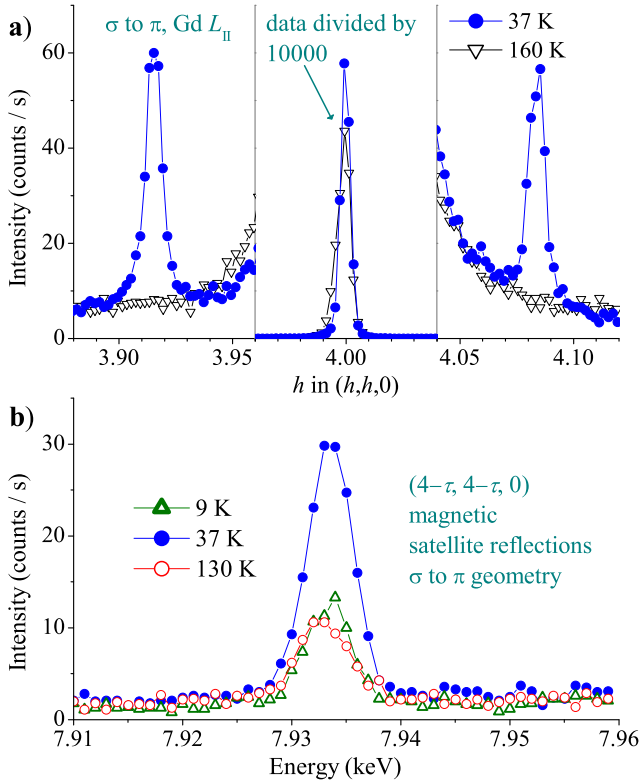 a)
σ to π, Gd L_II
data divided by
10000
37 K
160 K
60
40
20
0
Intensity (counts / s)
3.90
3.95
4.00
4.05
4.10
h in (h,h,0)
b)
30
20
10
0
Intensity (counts / s)
9 K
37 K
130 K
(4−τ, 4−τ, 0)
magnetic
satellite reflections
σ to π geometry
7.91
7.92
7.93
7.94
7.95
7.96
Energy (keV)